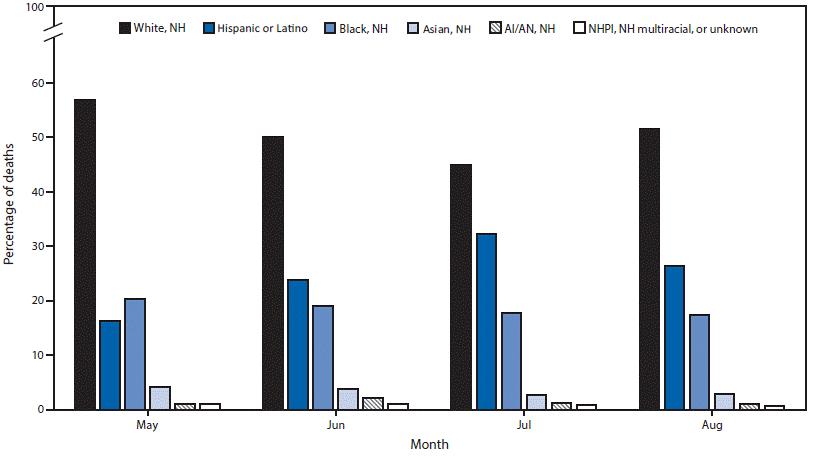 100
White, NH Hispanic or Latino Black, NH Asian, NH AI/AN, NH NHPI, NH multiracial, or unknown
60
50
40
30
20
10
0
Percentage of deaths
May Jun Jul Aug
Month